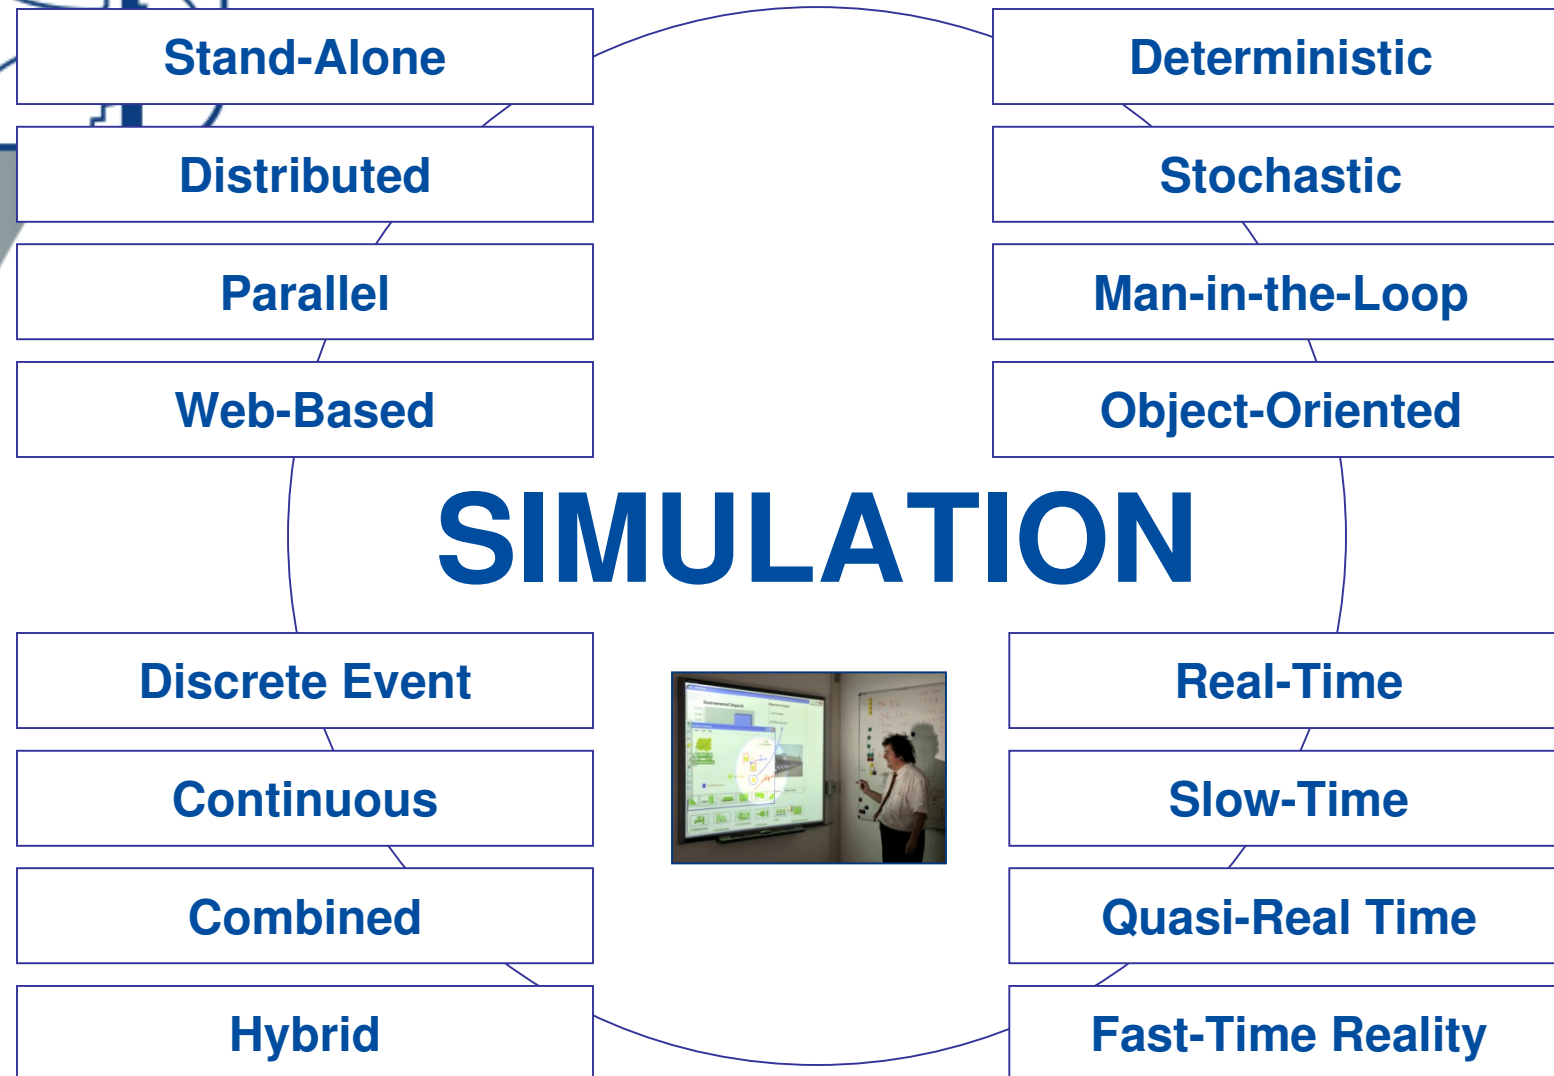 Stand-Alone
Distributed
Parallel
Web-Based
Deterministic
Stochastic
Man-in-the-Loop
Object-Oriented
SIMULATION
Discrete Event
Continuous
Combined
Hybrid
Real-Time
Slow-Time
Quasi-Real Time
Fast-Time Reality